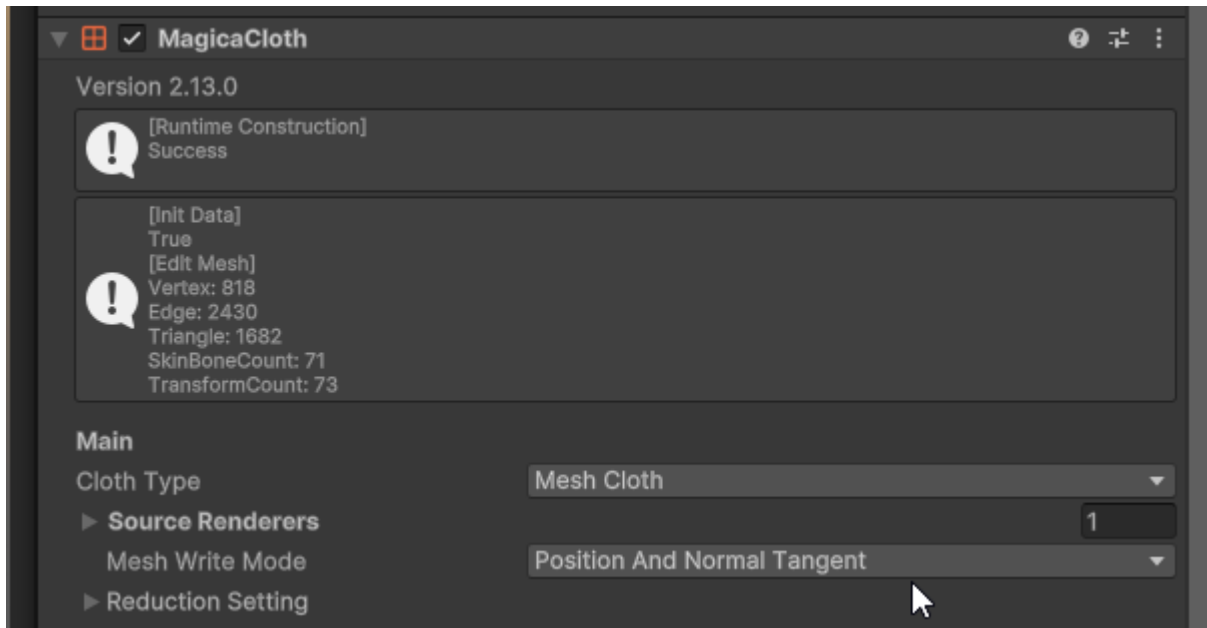 MagicaCloth
Version 2.13.0
[Runtime Construction]
Success
[Init Data]
True
[Edit Mesh]
Vertex: 818
Edge: 2430
Triangle: 1682
SkinBoneCount: 71
TransformCount: 73
Main
Cloth Type Mesh Cloth
Source Renderers 1
Mesh Write Mode Position And Normal Tangent
Reduction Setting